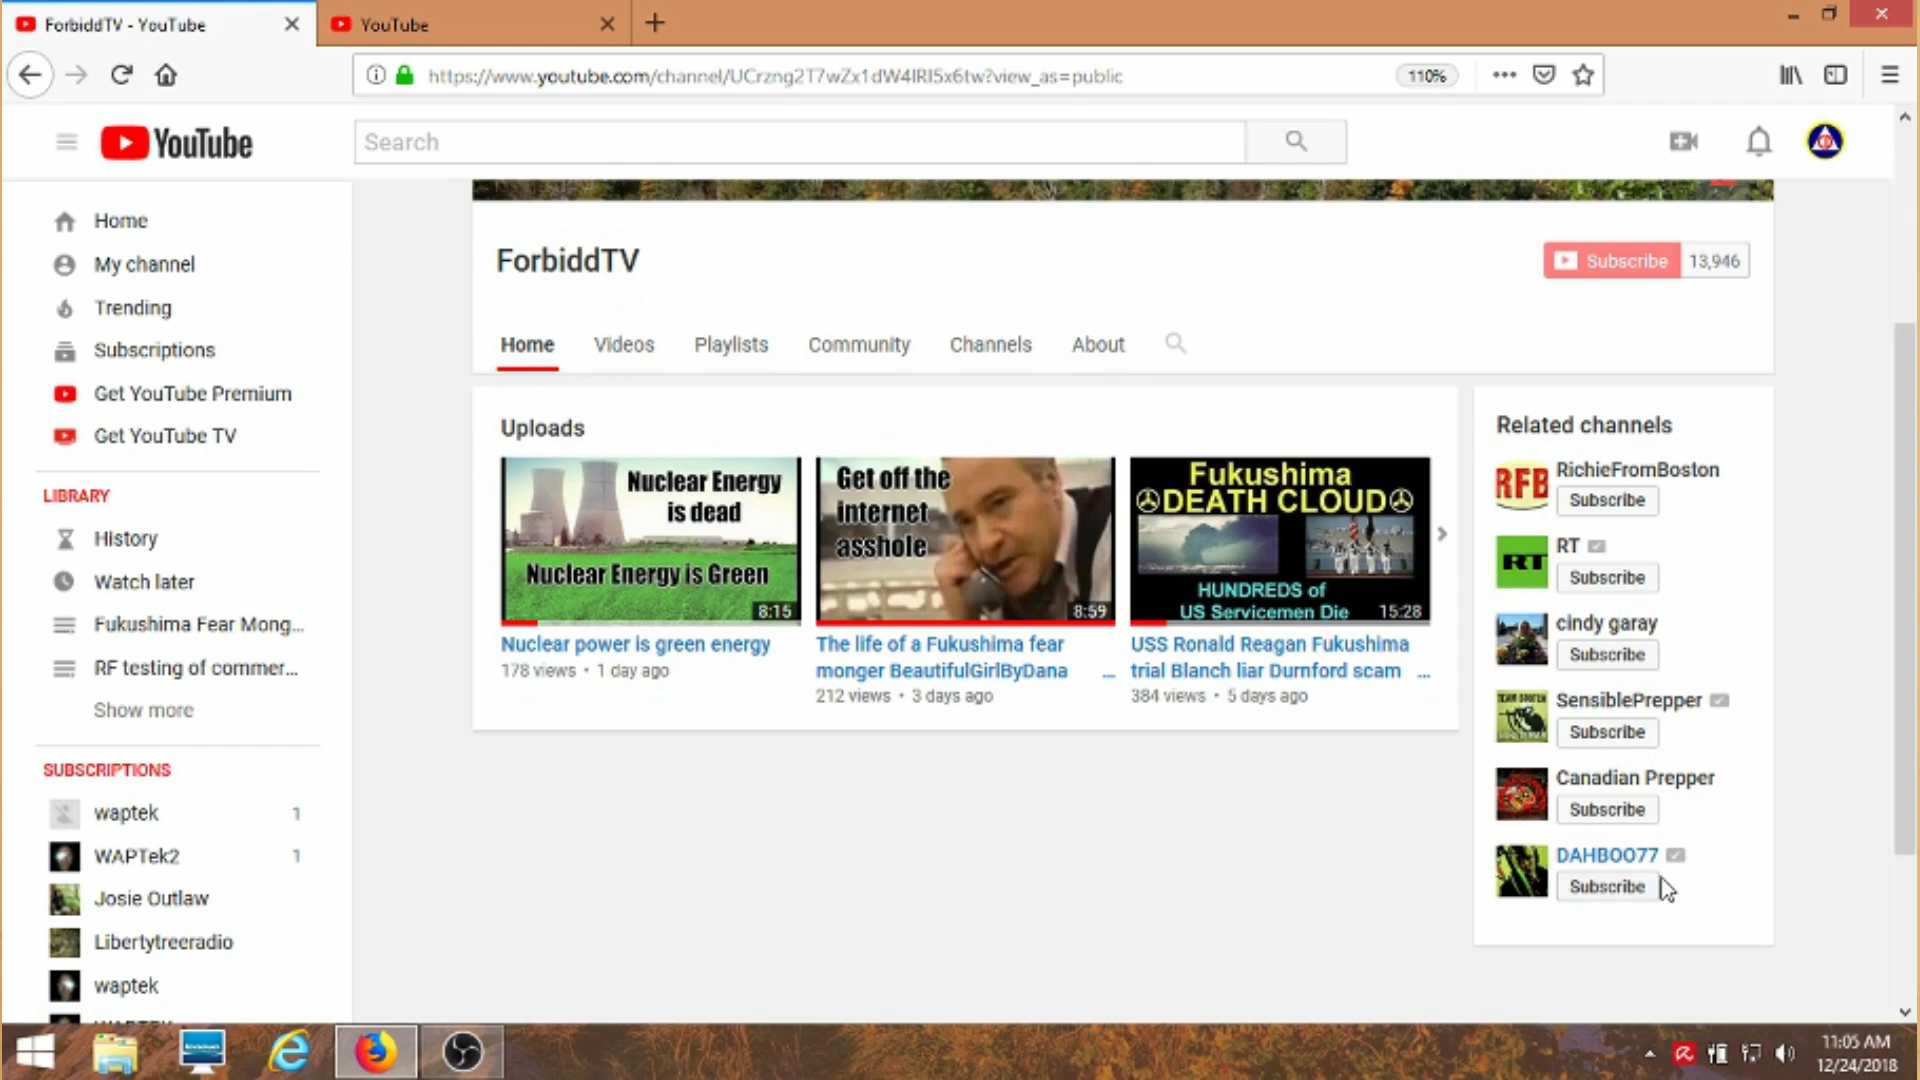 ForbiddTV - YouTube
YouTube
https://www.youtube.com/channel/UCrzng2T7wZx1dW4IRI5x6tw?view_as=public
110%
YouTube
Search
CD
Home
My channel
Trending
Subscriptions
Get YouTube Premium
Get YouTube TV
LIBRARY
History
Watch later
Fukushima Fear Mong...
RF testing of commer...
Show more
SUBSCRIPTIONS
waptek 1
WAPTek2 1
Josie Outlaw
Libertytreeradio
waptek
ForbiddTV
Subscribe 13,946
Home Videos Playlists Community Channels About
Uploads
Nuclear Energy
is dead
Nuclear Energy is Green
8:15
Nuclear power is green energy
178 views • 1 day ago
Get off the
internet
asshole
8:59
The life of a Fukushima fear
monger BeautifulGirlByDana ...
212 views • 3 days ago
Fukushima
DEATH CLOUD
HUNDREDS of
US Servicemen Die
15:28
USS Ronald Reagan Fukushima
trial Blanch liar Durnford scam ...
384 views • 5 days ago
Related channels
RFB
RichieFromBoston
Subscribe
RT
RT
Subscribe
cindy garay
Subscribe
SensiblePrepper
Subscribe
Canadian Prepper
Subscribe
DAHBOO77
Subscribe
11:05 AM
12/24/2018